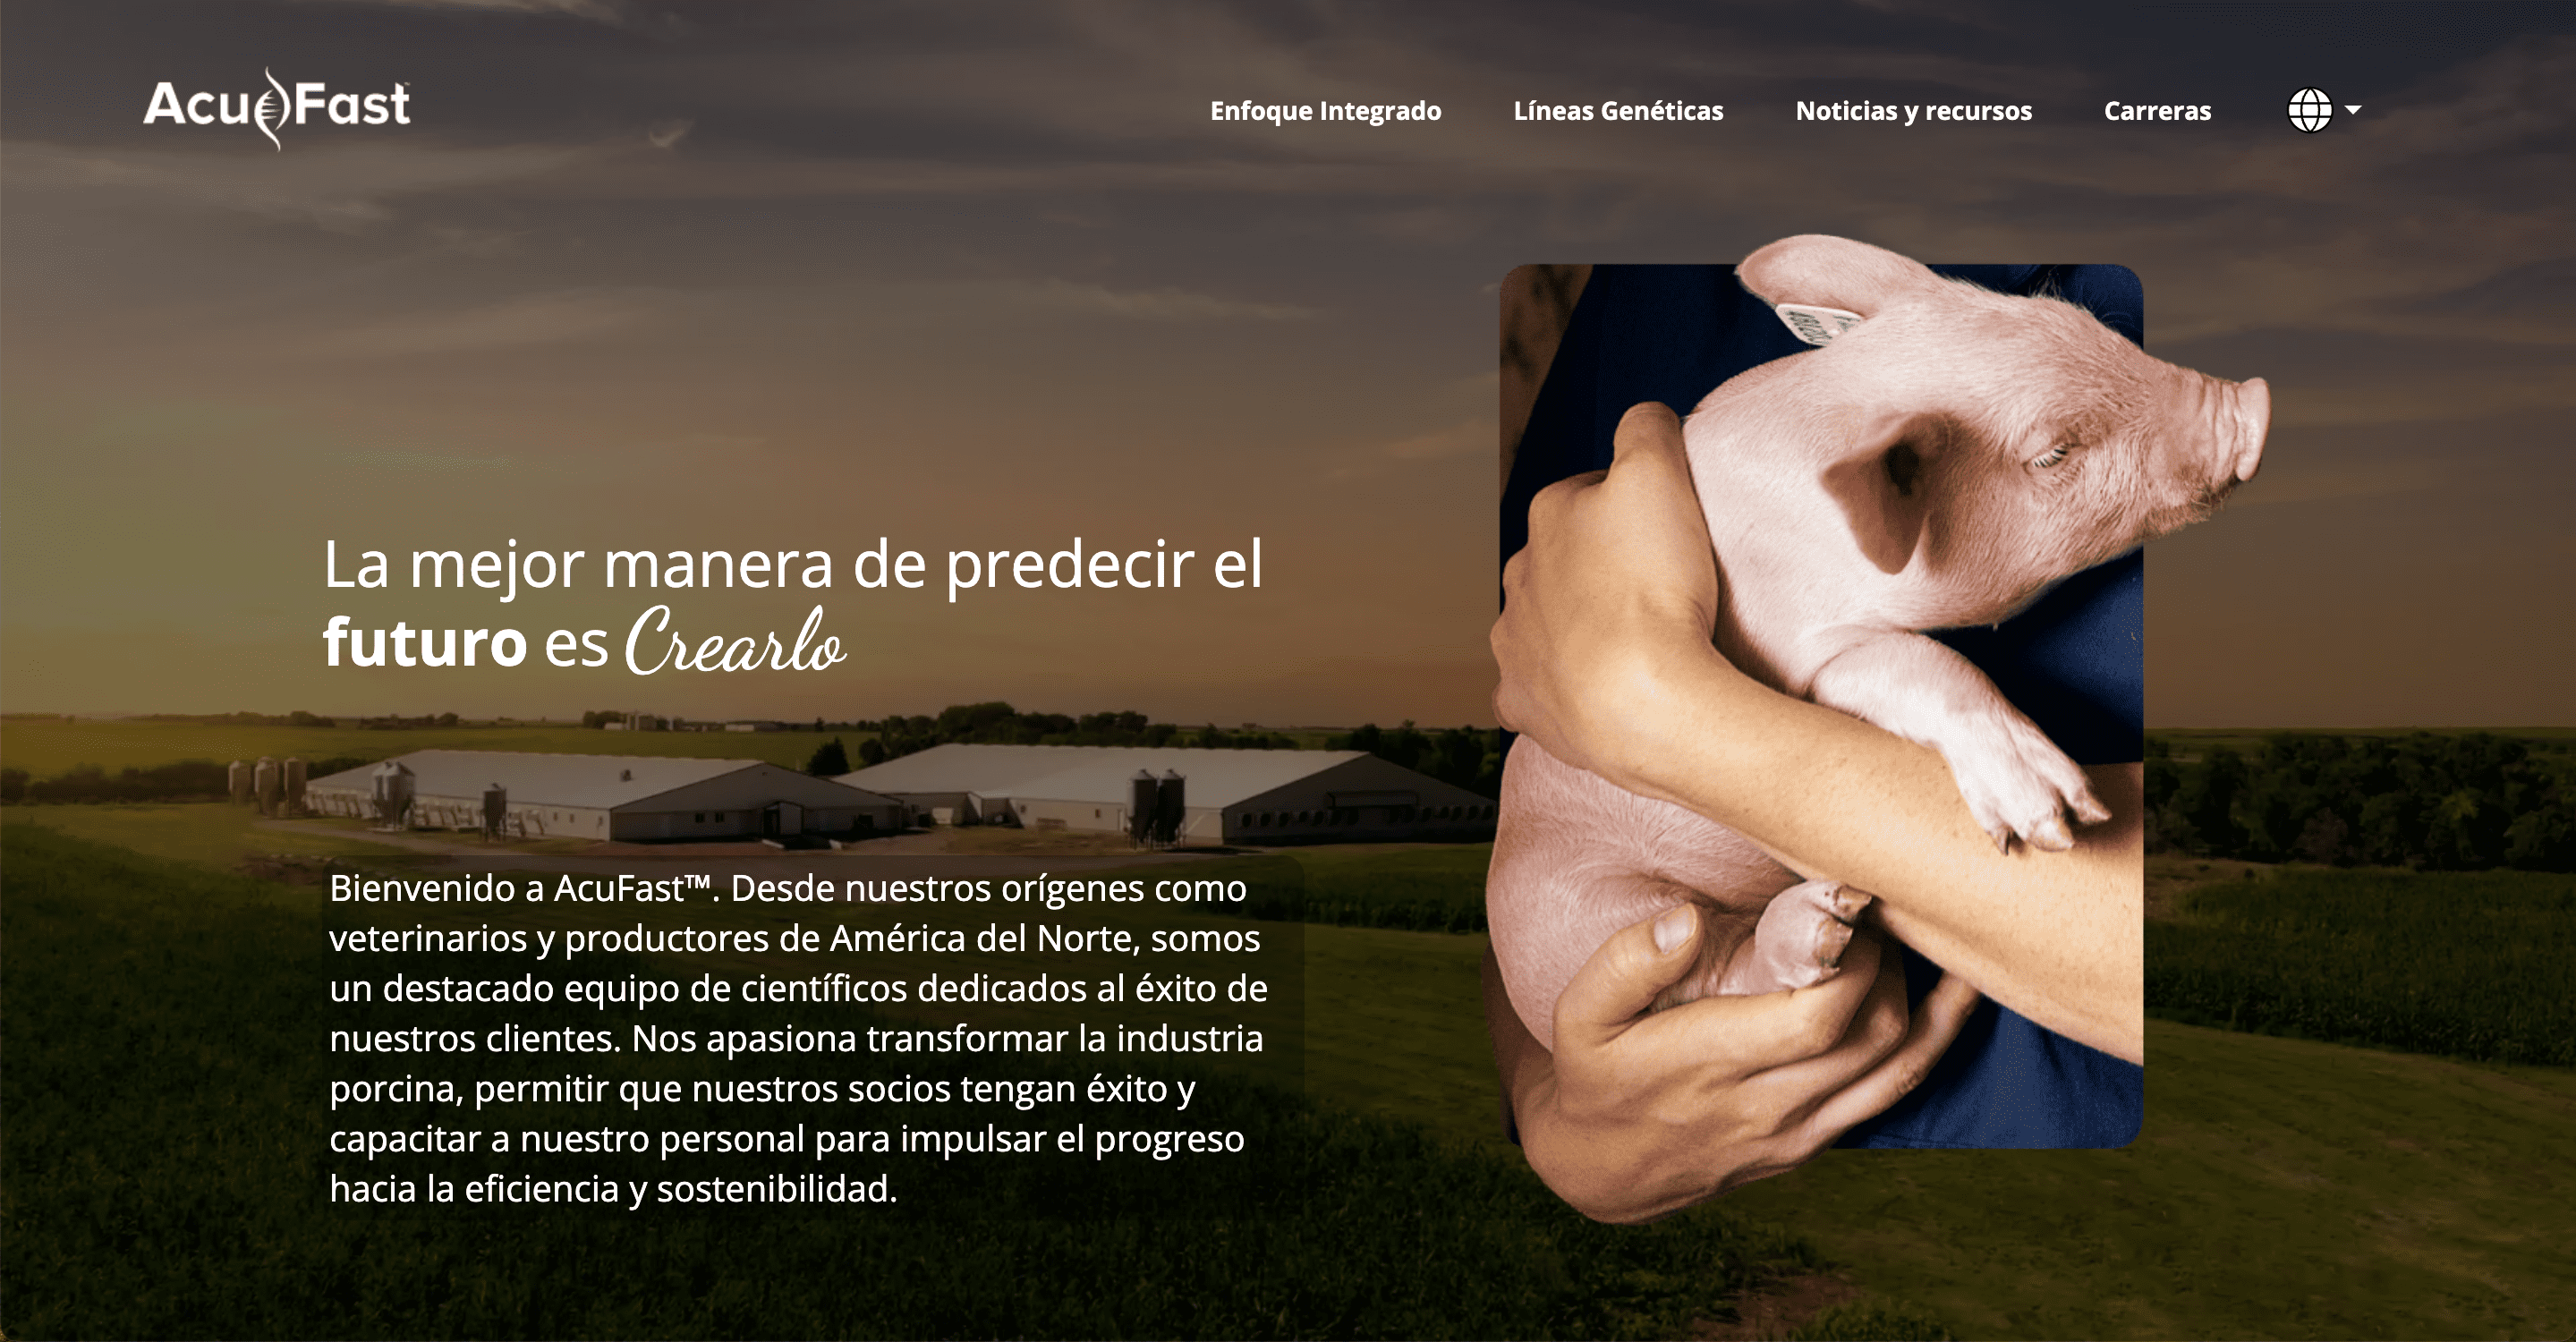 AcuFast
Enfoque Integrado
Líneas Genéticas
Noticias y recursos
Carreras
La mejor manera de predecir el
futuro es Crearlo
Bienvenido a AcuFast™. Desde nuestros orígenes como
veterinarios y productores de América del Norte, somos
un destacado equipo de científicos dedicados al éxito de
nuestros clientes. Nos apasiona transformar la industria
porcina, permitir que nuestros socios tengan éxito y
capacitar a nuestro personal para impulsar el progreso
hacia la eficiencia y sostenibilidad.